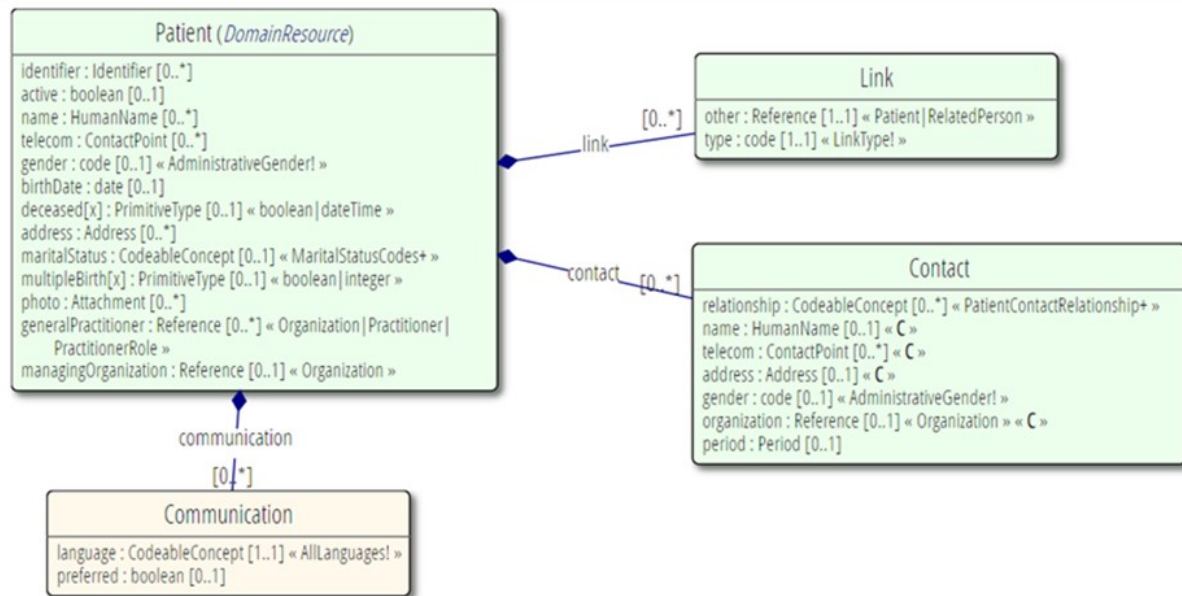 Patient (DomainResource)
identifier : Identifier [0..*]
active : boolean [0..1]
name : HumanName [0..*]
telecom : ContactPoint [0..*]
gender : code [0..1] « AdministrativeGender! »
birthDate : date [0..1]
deceased[x] : PrimitiveType [0..1] « boolean|dateTime »
address : Address [0..*]
maritalStatus : CodeableConcept [0..1] « MaritalStatusCodes+ »
multipleBirth[x] : PrimitiveType [0..1] « boolean|integer »
photo : Attachment [0..*]
generalPractitioner : Reference [0..*] « Organization|Practitioner|
PractitionerRole »
managingOrganization : Reference [0..1] « Organization »
link
[0..*]
Link
other : Reference [1..1] « Patient|RelatedPerson »
type : code [1..1] « LinkType! »
contact
[0..*]
Contact
relationship : CodeableConcept [0..*] « PatientContactRelationship+ »
name : HumanName [0..1] « C »
telecom : ContactPoint [0..*] « C »
address : Address [0..1] « C »
gender : code [0..1] « AdministrativeGender! »
organization : Reference [0..1] « Organization » « C »
period : Period [0..1]
communication
[0..*]
Communication
language : CodeableConcept [1..1] « AllLanguages! »
preferred : boolean [0..1]